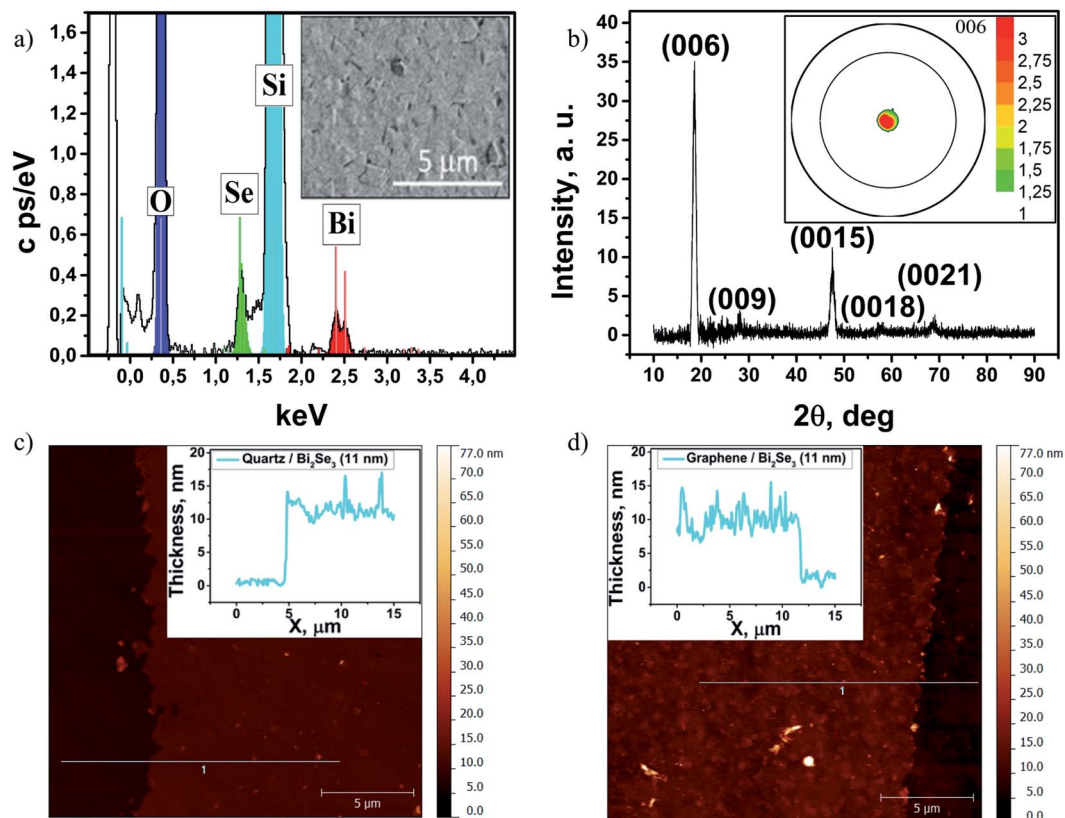 a)
1,6
1,4
1,2
1,0
0,8
0,6
0,4
0,2
0,0
c ps/eV
O
Se
Si
Bi
5 μm
0,0 0,5 1,2 2,0 2,5 3,0 3,5 4,0
keV
b)
40
35
30
25
20
15
10
5
0
Intensity, a. u.
(006)
(009)
(0015)
(0018)
(0021)
006
3
2,75
2,5
2,25
2
1,75
1,5
1,25
1
10 20 30 40 50 60 70 80 90
2θ, deg
c)
20
15
10
5
0
Thickness, nm
Quartz / Bi₂Se₃ (11 nm)
0 5 10 15
X, μm
1
5 μm
77.0 nm
70.0
65.0
60.0
55.0
50.0
45.0
40.0
35.0
30.0
25.0
20.0
15.0
10.0
5.0
0.0
d)
20
15
10
5
0
Thickness, nm
Graphene / Bi₂Se₃ (11 nm)
0 5 10 15
X, μm
1
5 μm
77.0 nm
70.0
65.0
60.0
55.0
50.0
45.0
40.0
35.0
30.0
25.0
20.0
15.0
10.0
5.0
0.0